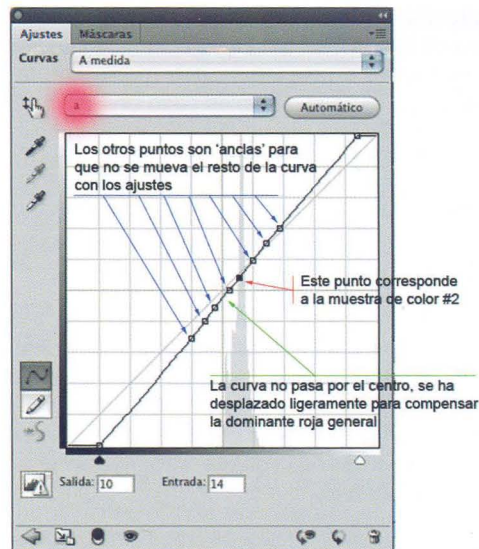 Ajustes Máscaras
Curvas A medida
a Automático
Los otros puntos son 'anclas' para
que no se mueva el resto de la curva
con los ajustes
Este punto corresponde
a la muestra de color #2
La curva no pasa por el centro, se ha
desplazado ligeramente para compensar
la dominante roja general
Salida: 10 Entrada: 14